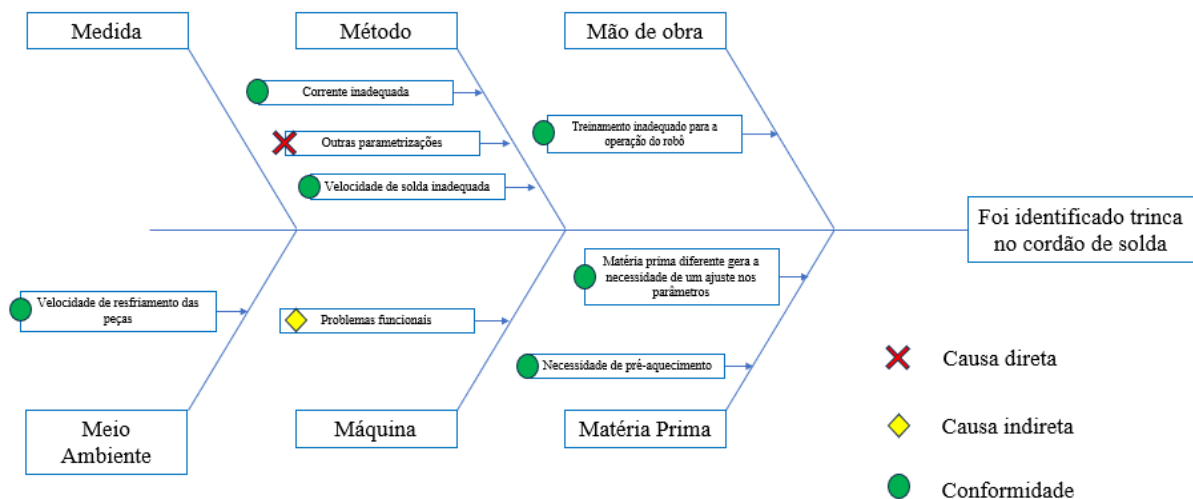 Medida
Método
Mão de obra
Corrente inadequada
Outras parametrizações
Velocidade de solda inadequada
Treinamento inadequado para a
operação do robô
Foi identificado trinca
no cordão de solda
Matéria prima diferente gera a
necessidade de um ajuste nos
parâmetros
Velocidade de resfriamento das
peças
Problemas funcionais
Necessidade de pré-aquecimento
Meio
Ambiente
Máquina
Matéria Prima
Causa direta
Causa indireta
Conformidade